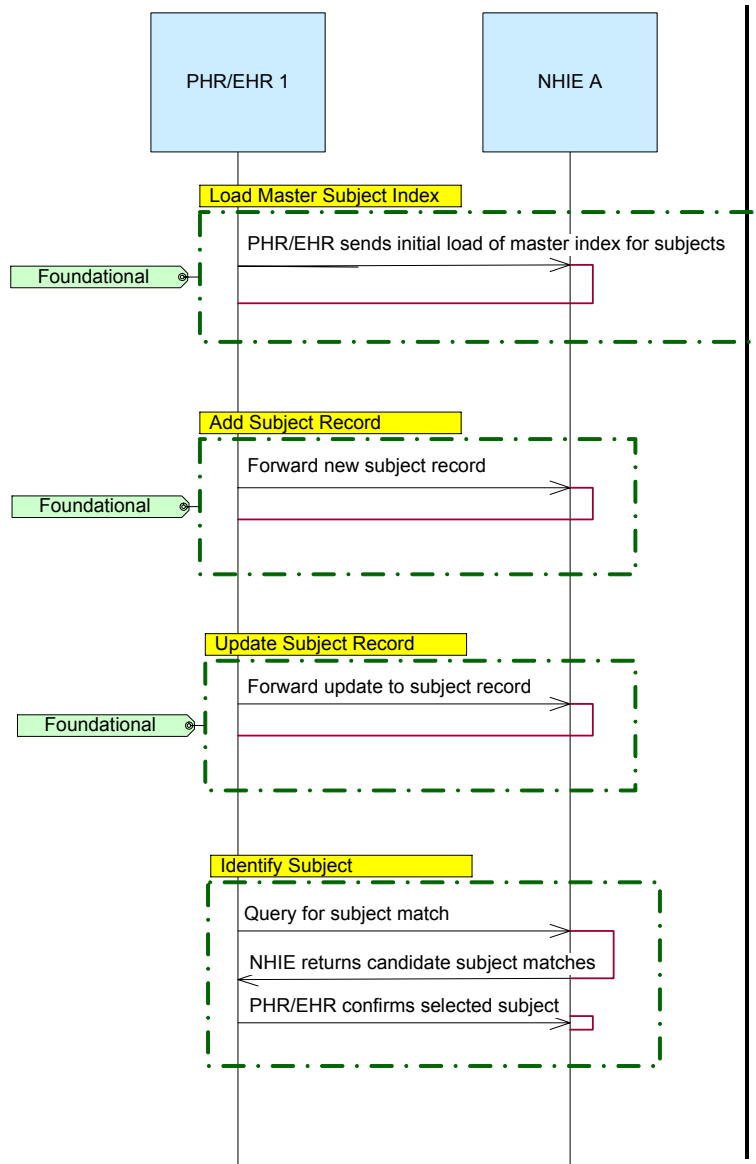 PHR/EHR 1
NHIE A
Load Master Subject Index
PHR/EHR sends initial load of master index for subjects
Foundational
Add Subject Record
Forward new subject record
Foundational
Update Subject Record
Forward update to subject record
Foundational
Identify Subject
Query for subject match
NHIE returns candidate subject matches
PHR/EHR confirms selected subject